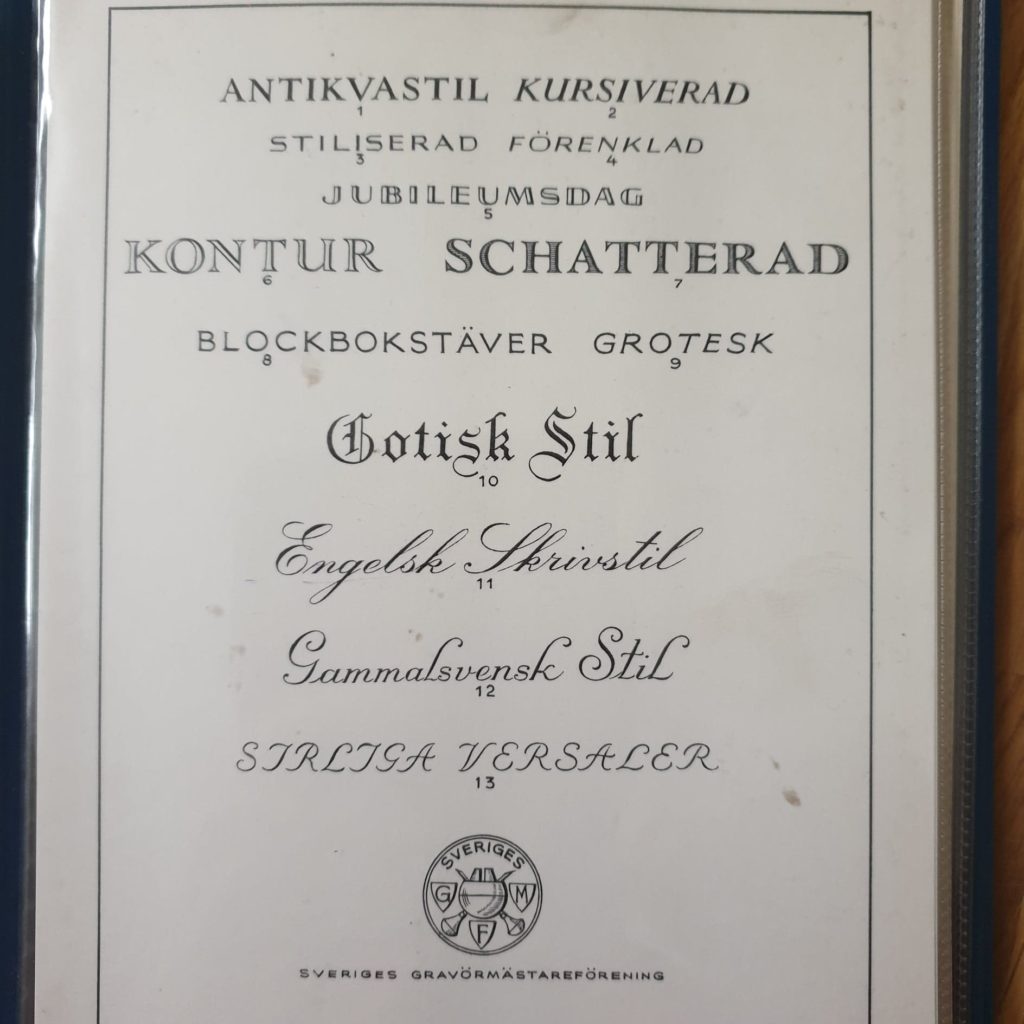 ANTIKVASTIL KURSIVERAD
1 2
STILISERAD FÖRENKLAD
3 4
JUBILEUMSDAG
5
KONTUR SCHATTERAD
6 7
BLOCKBOKSTÄVER GROTESK
8 9
Gotisk Stil
10
Engelsk Skrivstil
11
Gammalsvensk Stil
12
SIRLIGA VERSALER
13
SVERIGES
G M
F
SVERIGES GRAVÖRMÄSTAREFÖRENING